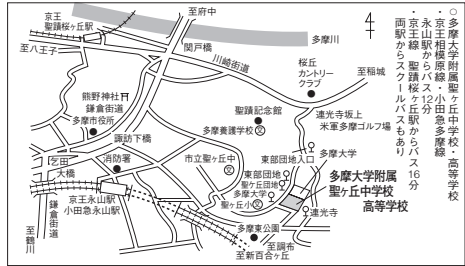 ○多摩大学附属聖ヶ丘中学校・高等学校
・京王相模原線・小田急多摩線
永山駅からバス12分
・京王線 聖蹟桜ヶ丘駅からバス16分
両駅からスクールバスもあり
京王
聖蹟桜ヶ丘駅
至府中
多摩川
関戸橋
至八王子
川崎街道
桜丘
カントリー
クラブ
至稲城
熊野神社
鎌倉街道
多摩市役所
聖蹟記念館
連光寺坂上
米軍多摩ゴルフ場
諏訪下橋
多摩養護学校
文
多摩大学
東部団地入口
乞田
大橋
消防署
市立聖ヶ丘中
文
東部団地
聖ヶ丘団地
多摩大学
聖ヶ丘小
文
多摩大学附属
聖ヶ丘中学校
高等学校
京王永山駅
小田急永山駅
鎌倉街道
至鶴川
連光寺
多摩東公園
至調布
至新百合ヶ丘